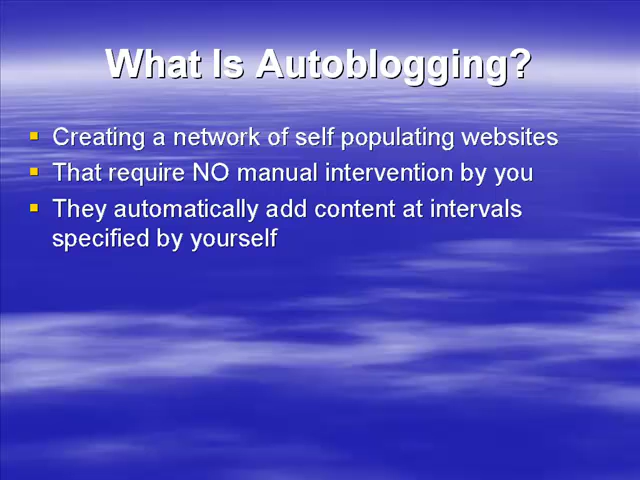 What Is Autoblogging?
Creating a network of self populating websites
That require NO manual intervention by you
They automatically add content at intervals
specified by yourself